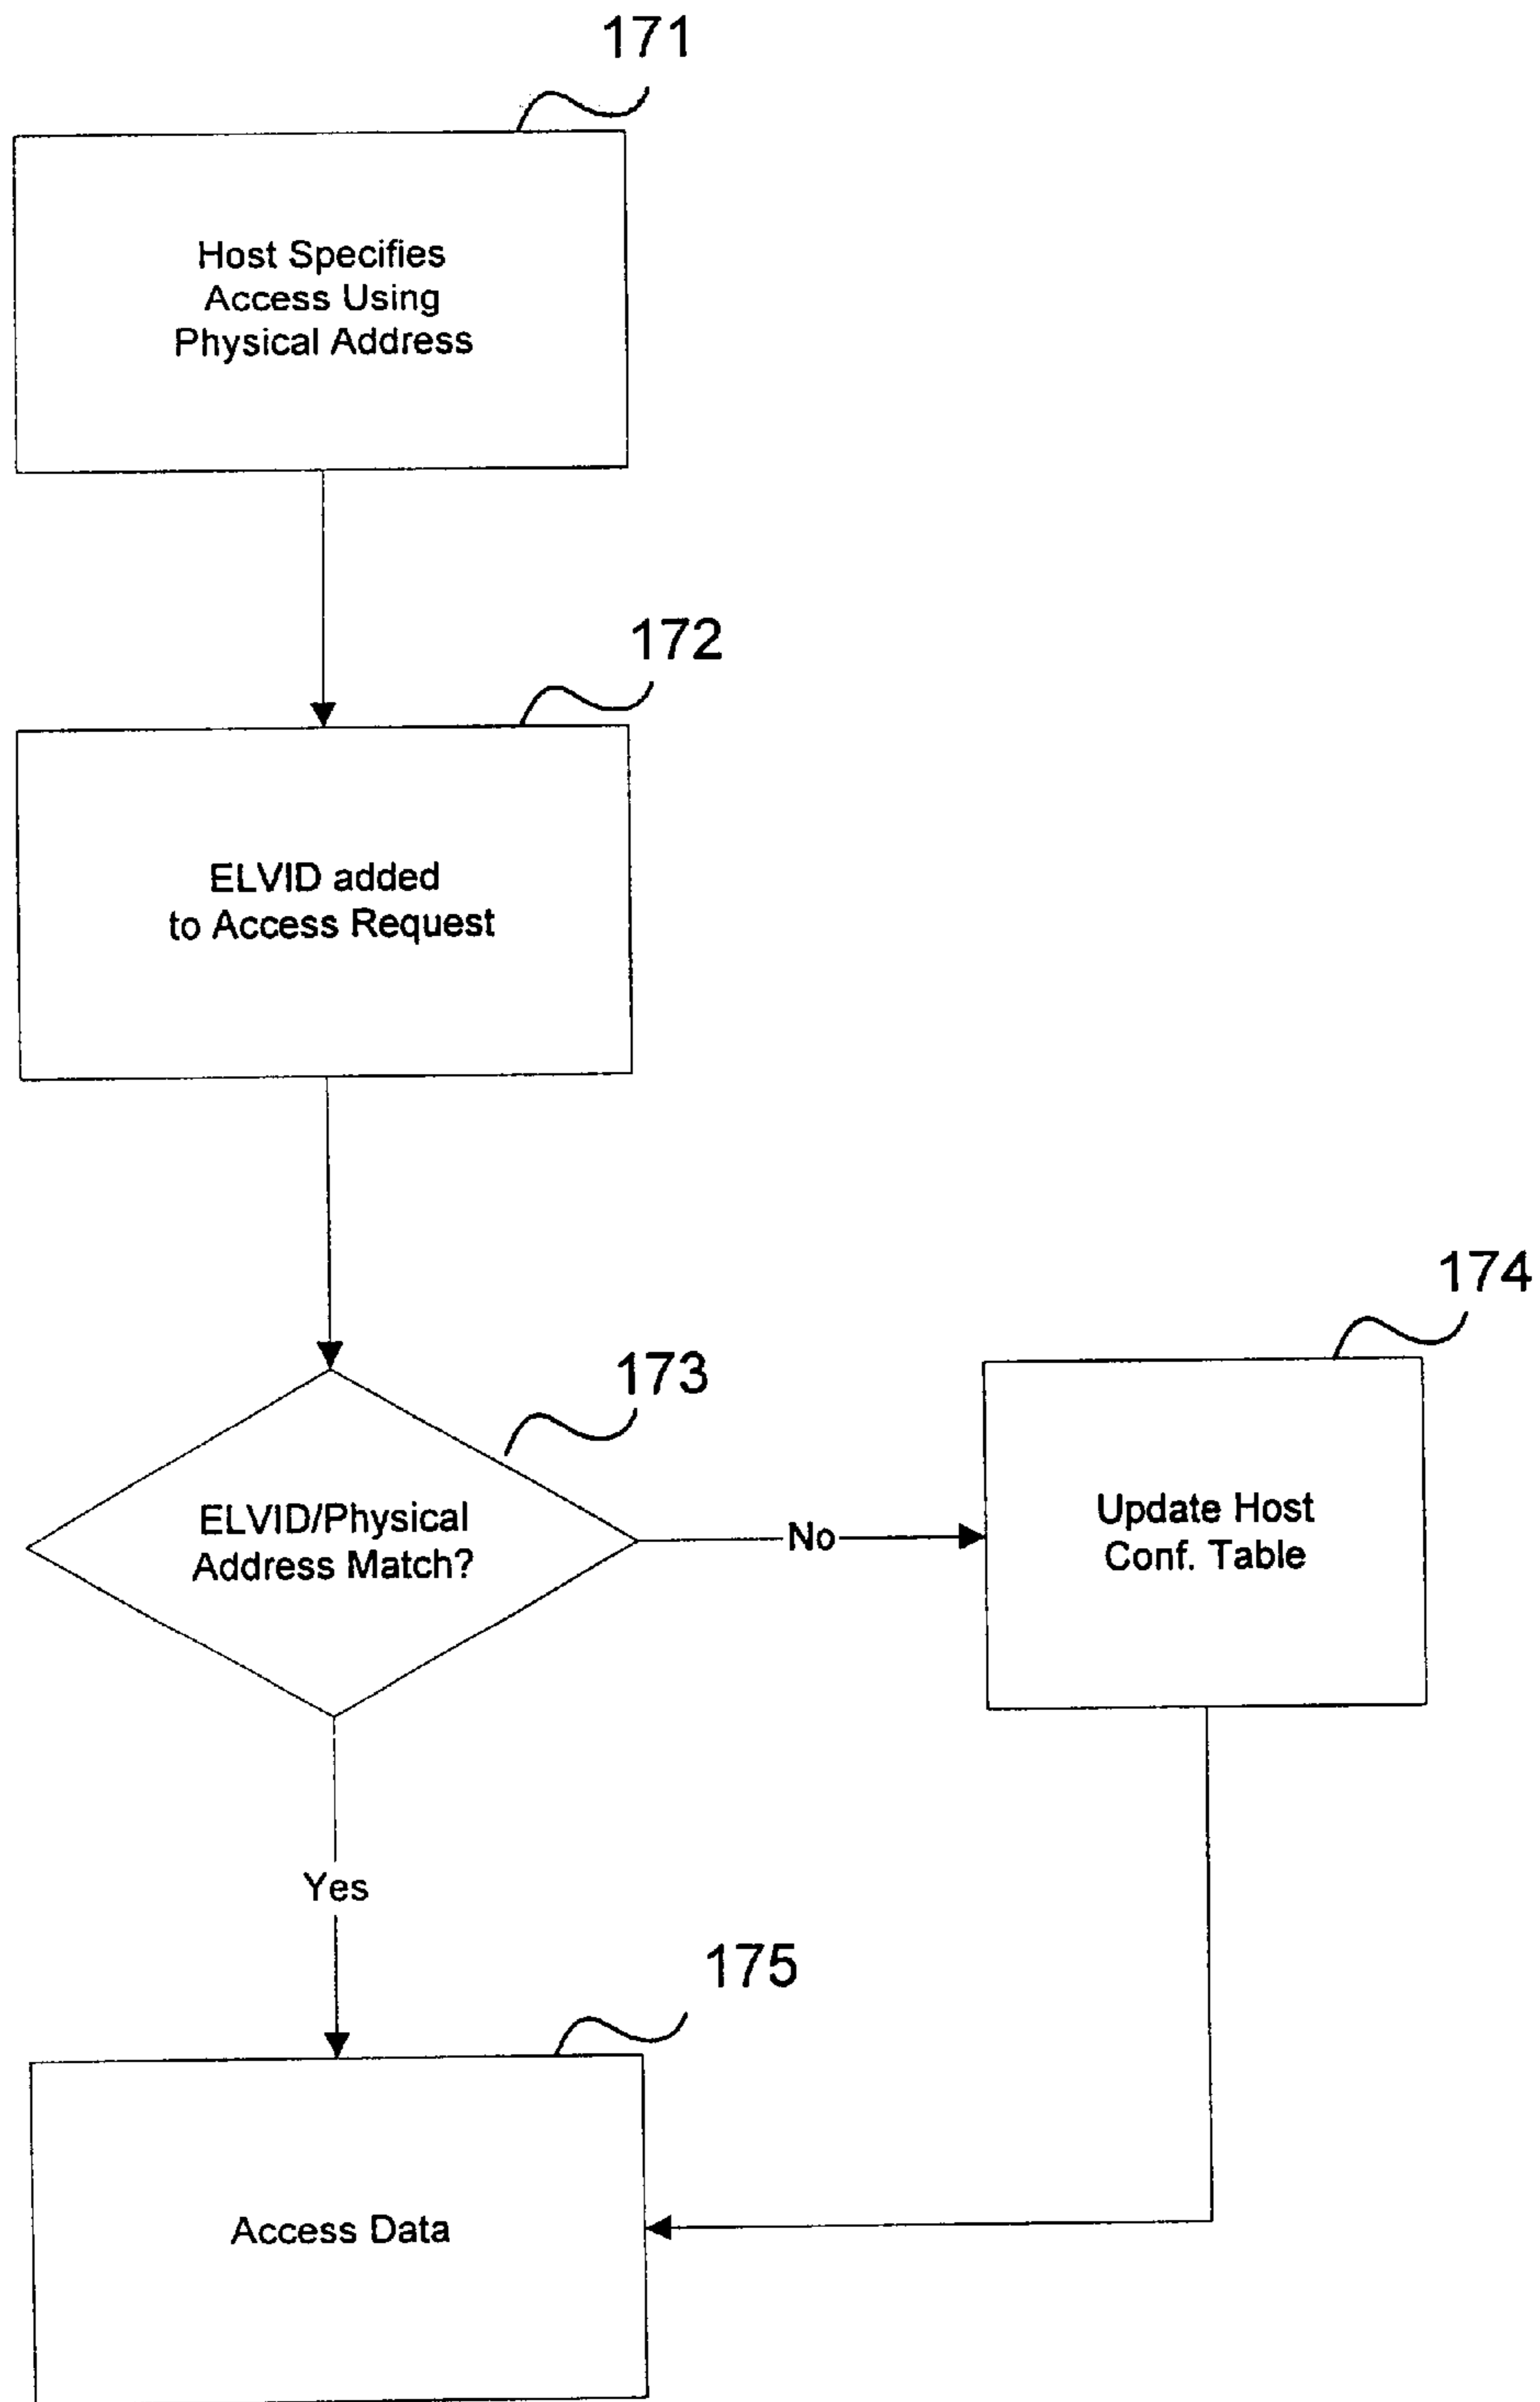 171
Host Specifies
Access Using
Physical Address
172
ELVID added
to Access Request
173
ELVID/Physical
Address Match?
No
174
Update Host
Conf. Table
Yes
175
Access Data